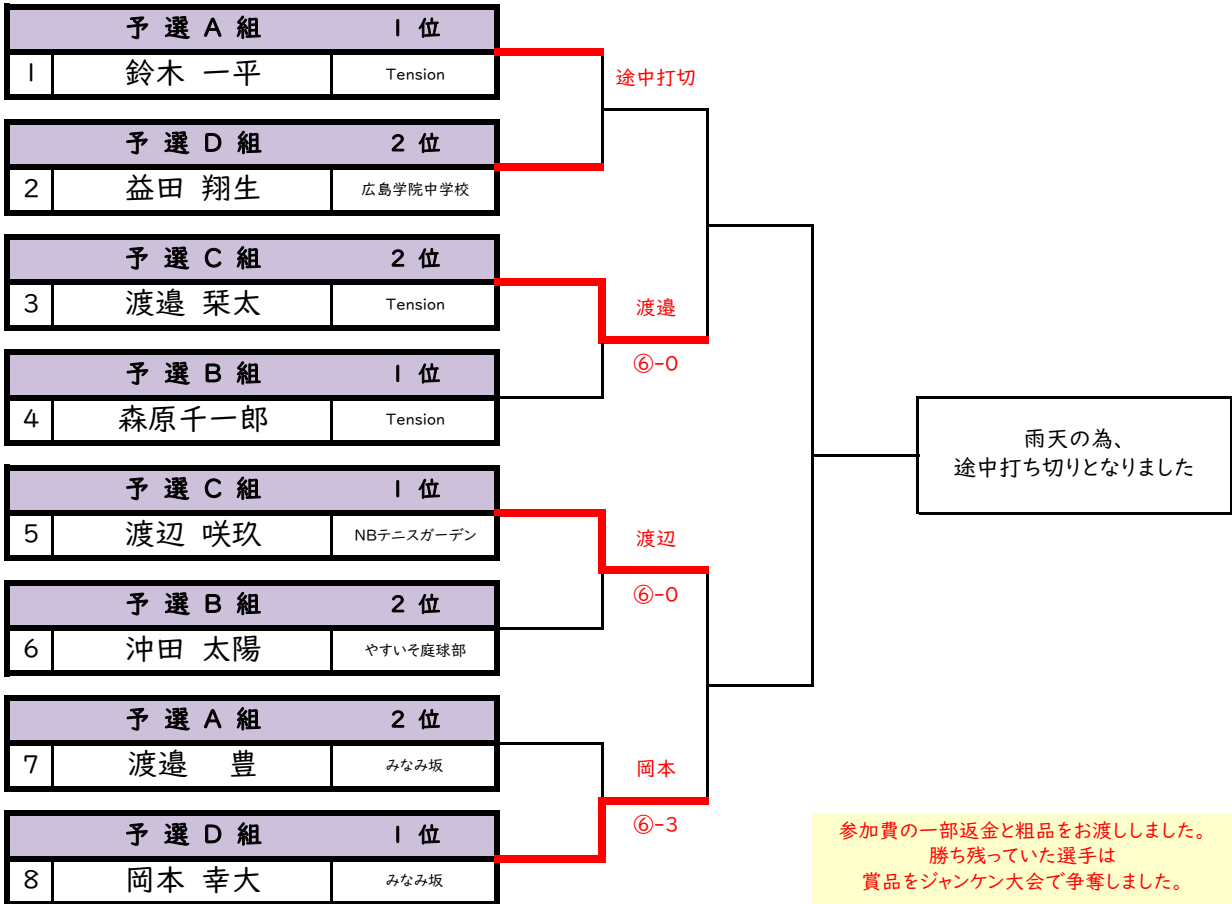 予選A組 1位
1 鈴木 一平 Tension
途中打切
予選D組 2位
2 益田 翔生 広島学院中学校
予選C組 2位
3 渡邉 栞太 Tension
渡邉
⑥-0
予選B組 1位
4 森原千一郎 Tension
雨天の為、
途中打ち切りとなりました
予選C組 1位
5 渡辺 咲玖 NBテニスガーデン
渡辺
⑥-0
予選B組 2位
6 沖田 太陽 やすいそ庭球部
予選A組 2位
7 渡邉 豊 みなみ坂
岡本
⑥-3
予選D組 1位
8 岡本 幸大 みなみ坂
参加費の一部返金と粗品をお渡ししました。
勝ち残っていた選手は
賞品をジャンケン大会で争奪しました。